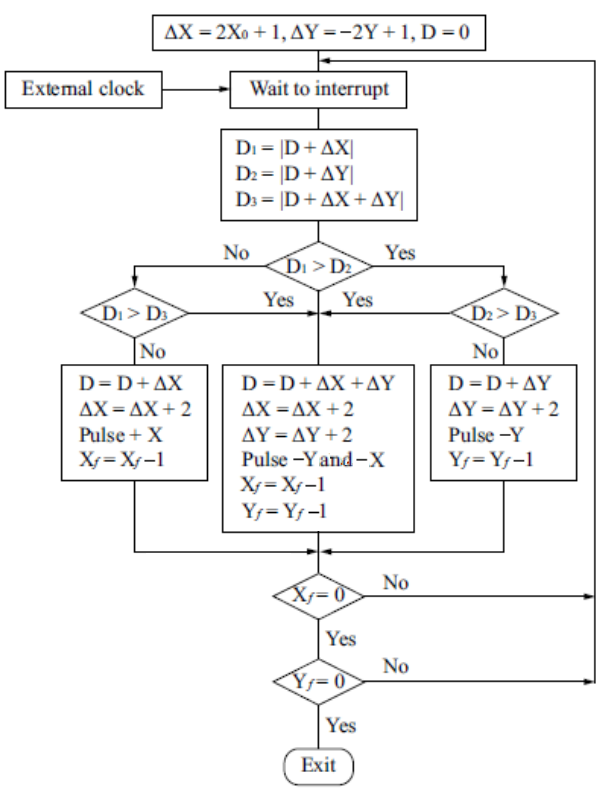 ΔX = 2X₀ + 1, ΔY = −2Y + 1, D = 0
External clock
Wait to interrupt
D₁ = |D + ΔX|
D₂ = |D + ΔY|
D₃ = |D + ΔX + ΔY|
No
Yes
D₁ > D₂
Yes
Yes
D₁ > D₃
D₂ > D₃
No
No
D = D + ΔX
ΔX = ΔX + 2
Pulse + X
X_f = X_f −1
D = D + ΔX + ΔY
ΔX = ΔX + 2
ΔY = ΔY + 2
Pulse −Y and −X
X_f = X_f −1
Y_f = Y_f −1
D = D + ΔY
ΔY = ΔY + 2
Pulse −Y
Y_f = Y_f −1
X_f = 0
No
Yes
Y_f = 0
No
Yes
Exit